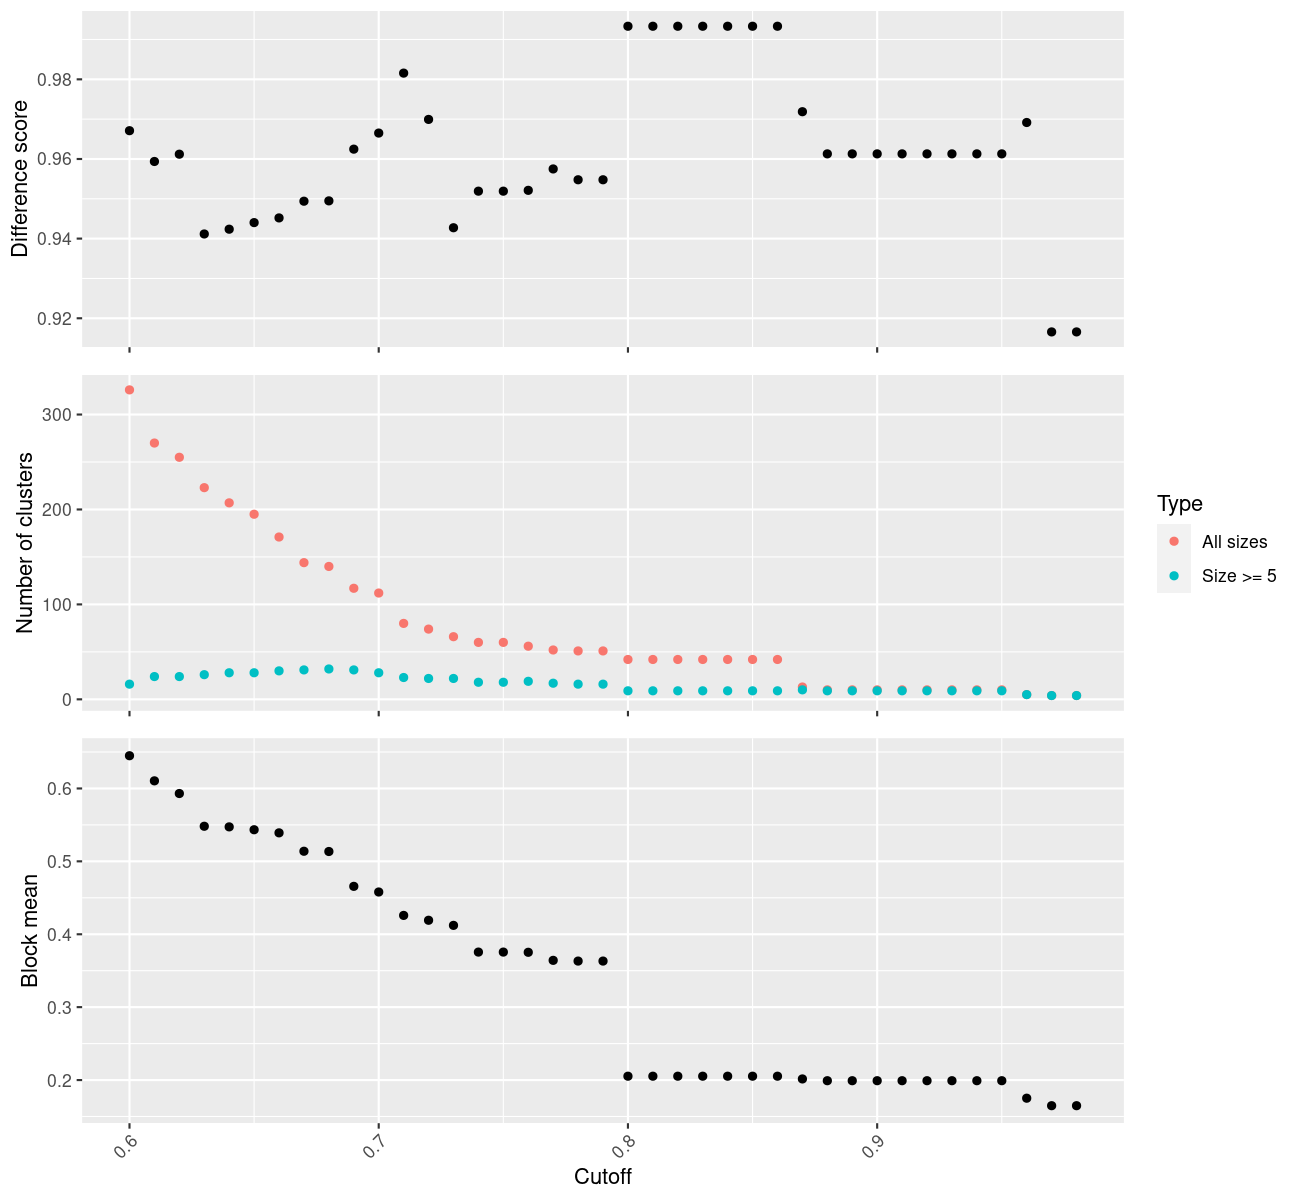 Difference score
0.98
0.96
0.94
0.92
Number of clusters
300
200
100
0
Type
All sizes
Size >= 5
Block mean
0.6
0.5
0.4
0.3
0.2
0.6 0.7 0.8 0.9
Cutoff